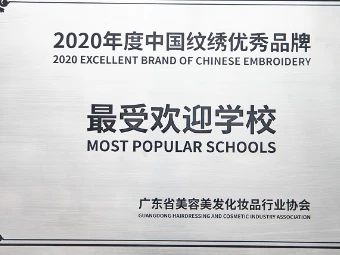 2020年度中国纹绣优秀品牌
2020 EXCELLENT BRAND OF CHINESE EMBROIDERY
最受欢迎学校
MOST POPULAR SCHOOLS
广东省美容美发化妆品行业协会
GUANGDONG HAIRDRESSING AND COSMETIC INDUSTRY ASSOCIATION